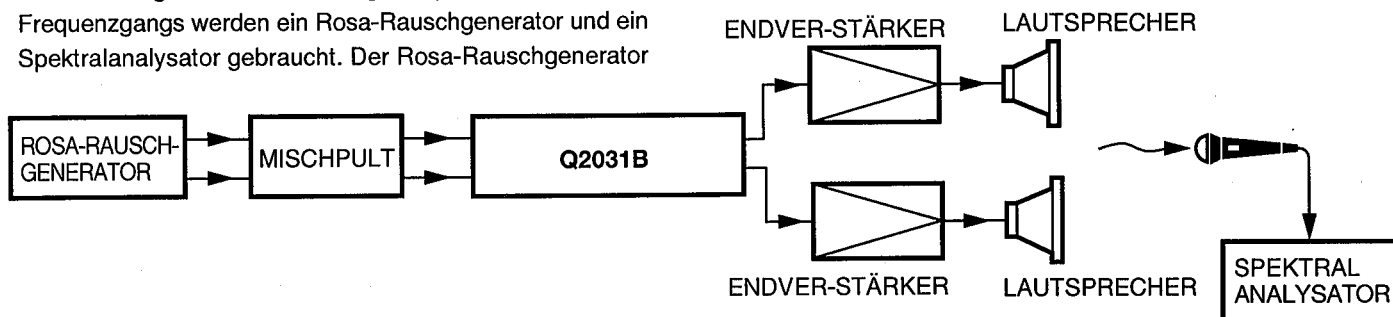 Frequenzgangs werden ein Rosa-Rauschgenerator und ein
Spektralanalysator gebraucht. Der Rosa-Rauschgenerator
ENDVER-STÄRKER
LAUTSPRECHER
ROSA-RAUSCH-
GENERATOR
MISCHPULT
Q2031B
ENDVER-STÄRKER
LAUTSPRECHER
SPEKTRAL
ANALYSATOR